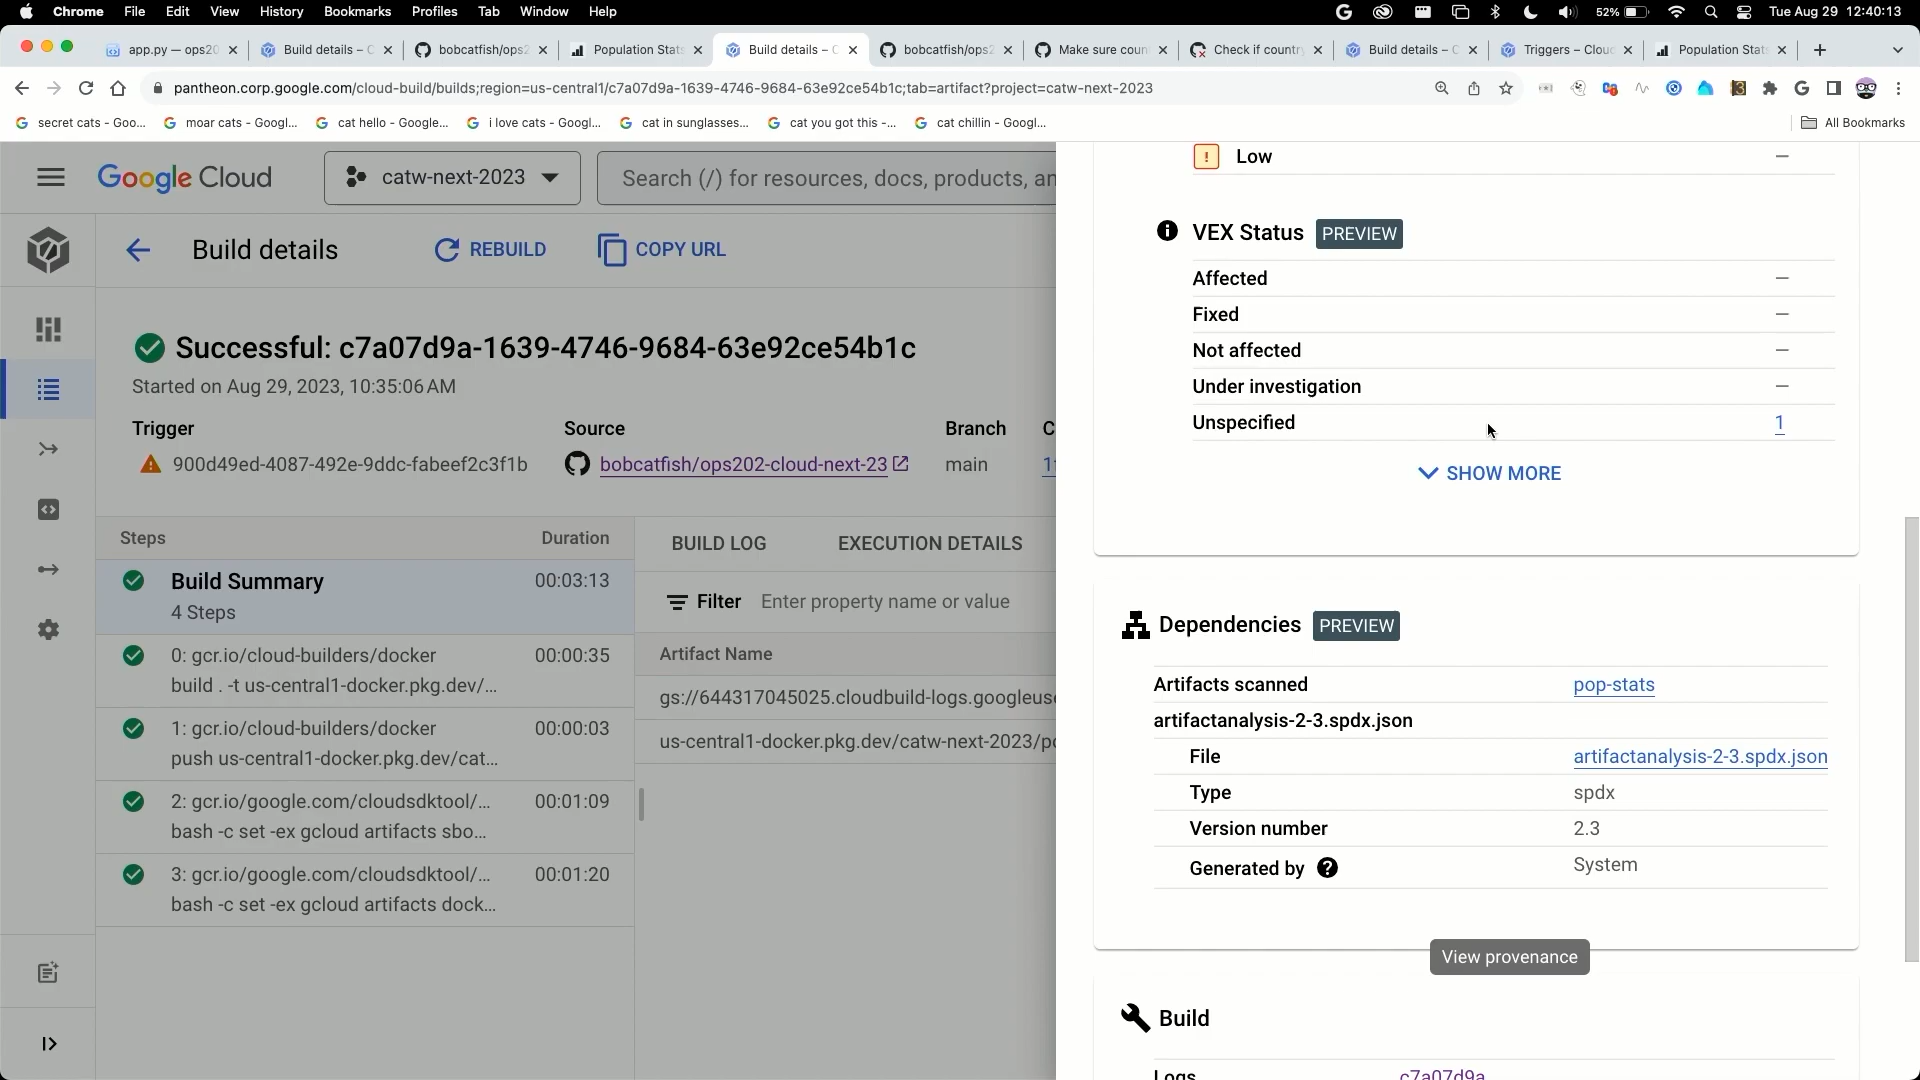 Chrome File Edit View History Bookmarks Profiles Tab Window Help 52% Tue Aug 29 12:40:13
app.py — ops20 Build details – C bobcatfish/ops2 Population Stat Build details – C bobcatfish/ops2 Make sure coun Check if country Build details – C Triggers – Clou Population Stat
pantheon.corp.google.com/cloud-build/builds;region=us-central1/c7a07d9a-1639-4746-9684-63e92ce54b1c;tab=artifact?project=catw-next-2023
secret cats - Goo... moar cats - Googl... cat hello - Google... i love cats - Googl... cat in sunglasses... cat you got this -... cat chillin - Googl... All Bookmarks
Google Cloud catw-next-2023 Search (/) for resources, docs, products, an
Build details REBUILD COPY URL
Successful: c7a07d9a-1639-4746-9684-63e92ce54b1c
Started on Aug 29, 2023, 10:35:06 AM
Trigger Source Branch C
900d49ed-4087-492e-9ddc-fabeef2c3f1b bobcatfish/ops202-cloud-next-23 main
Steps Duration
Build Summary 00:03:13
4 Steps
0: gcr.io/cloud-builders/docker 00:00:35
build . -t us-central1-docker.pkg.dev/...
1: gcr.io/cloud-builders/docker 00:00:03
push us-central1-docker.pkg.dev/cat...
2: gcr.io/google.com/cloudsdktool/... 00:01:09
bash -c set -ex gcloud artifacts sbo...
3: gcr.io/google.com/cloudsdktool/... 00:01:20
bash -c set -ex gcloud artifacts dock...
BUILD LOG EXECUTION DETAILS
Filter Enter property name or value
Artifact Name
gs://644317045025.cloudbuild-logs.googleuse
us-central1-docker.pkg.dev/catw-next-2023/po
Low –
VEX Status PREVIEW
Affected –
Fixed –
Not affected –
Under investigation –
Unspecified 1
SHOW MORE
Dependencies PREVIEW
Artifacts scanned pop-stats
artifactanalysis-2-3.spdx.json
File artifactanalysis-2-3.spdx.json
Type spdx
Version number 2.3
Generated by System
View provenance
Build
Logs c7a07d9a